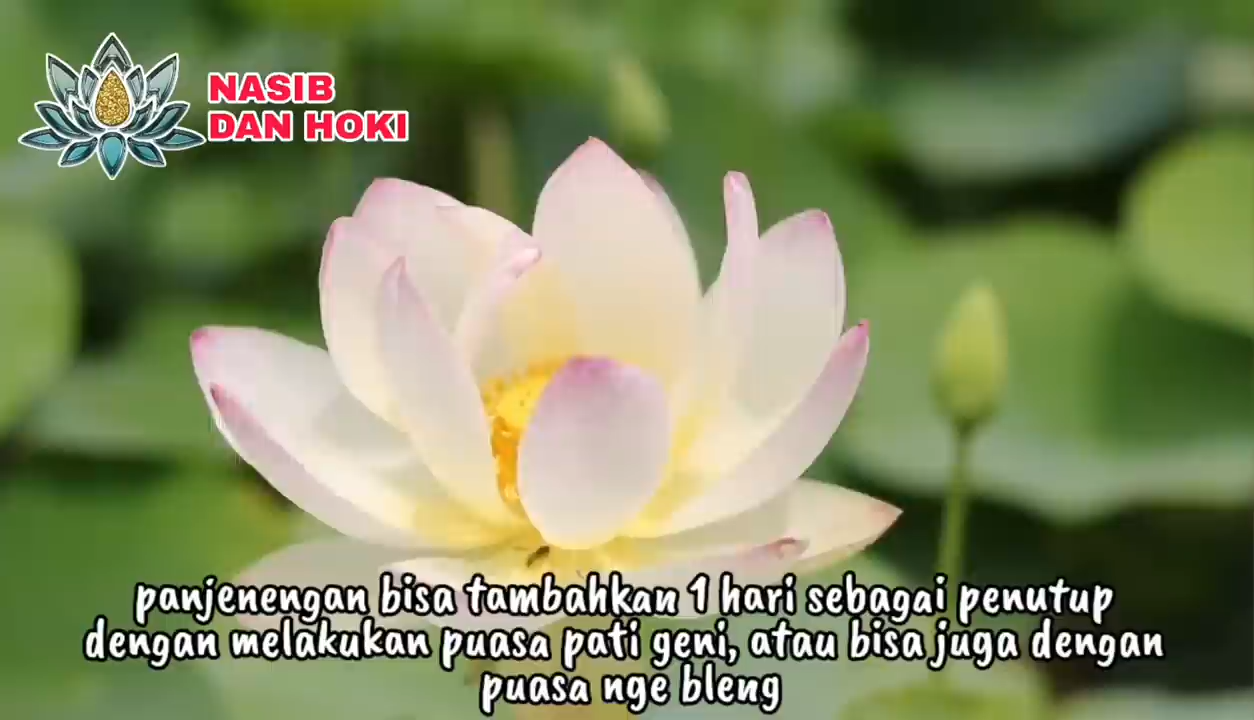 NASIB
DAN HOKI
panjenengan bisa tambahkan 1 hari sebagai penutup
dengan melakukan puasa pati geni, atau bisa juga dengan
puasa nge bleng